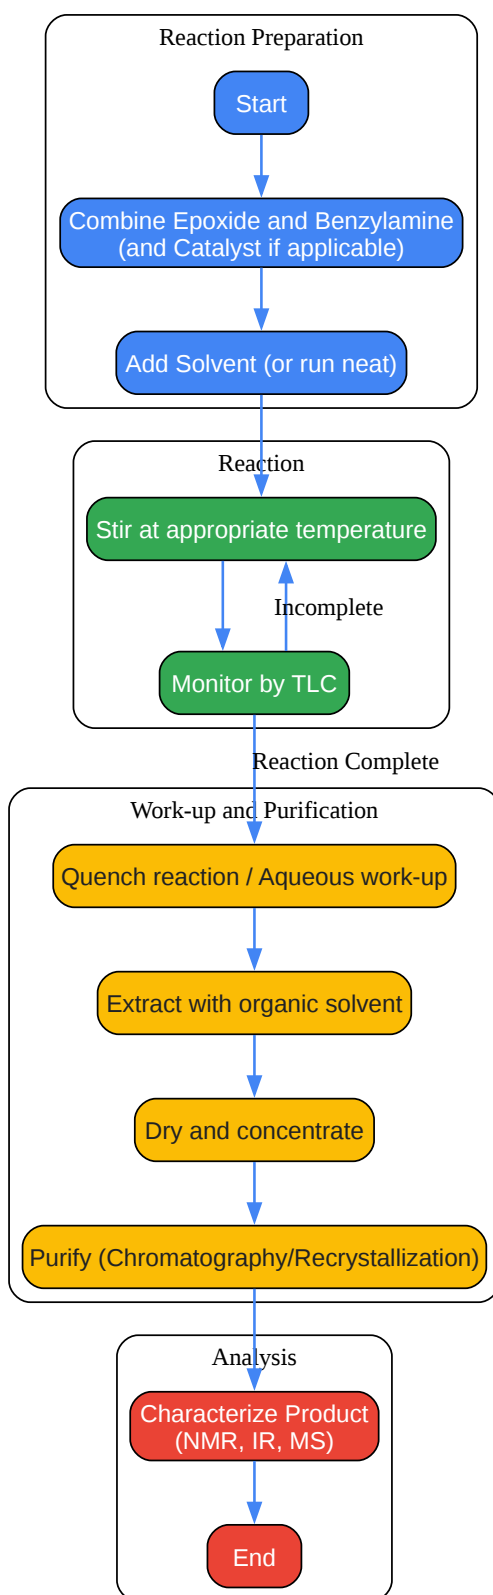 Reaction Preparation
Start
Combine Epoxide and Benzylamine
(and Catalyst if applicable)
Add Solvent (or run neat)
Reaction
Stir at appropriate temperature
Incomplete
Monitor by TLC
Reaction Complete
Work-up and Purification
Quench reaction / Aqueous work-up
Extract with organic solvent
Dry and concentrate
Purify (Chromatography/Recrystallization)
Analysis
Characterize Product
(NMR, IR, MS)
End